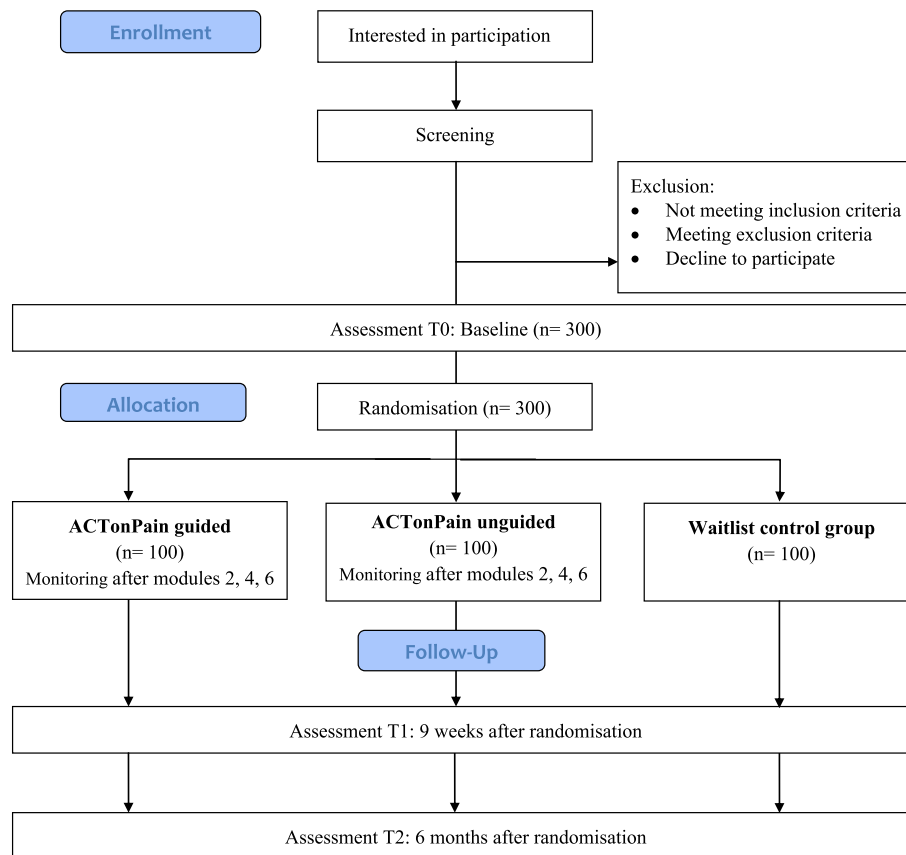 Enrollment
Interested in participation
Screening
Exclusion:
• Not meeting inclusion criteria
• Meeting exclusion criteria
• Decline to participate
Assessment T0: Baseline (n= 300)
Allocation
Randomisation (n= 300)
ACTonPain guided
(n= 100)
Monitoring after modules 2, 4, 6
ACTonPain unguided
(n= 100)
Monitoring after modules 2, 4, 6
Waitlist control group
(n= 100)
Follow-Up
Assessment T1: 9 weeks after randomisation
Assessment T2: 6 months after randomisation